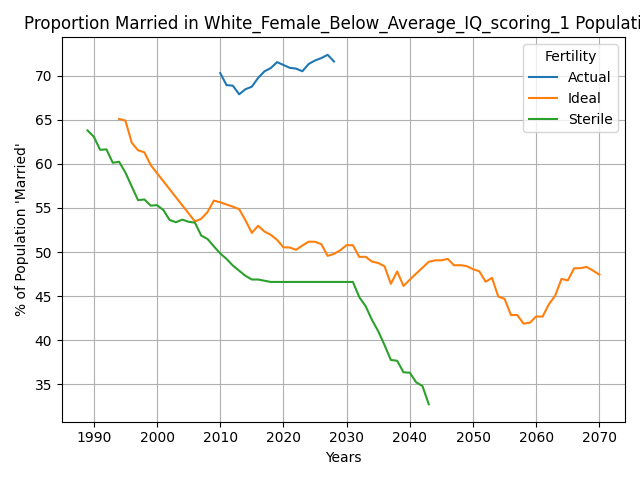 Proportion Married in White_Female_Below_Average_IQ_scoring_1 Populati
Fertility
Actual
Ideal
Sterile
% of Population 'Married'
70
65
60
55
50
45
40
35
1990 2000 2010 2020 2030 2040 2050 2060 2070
Years